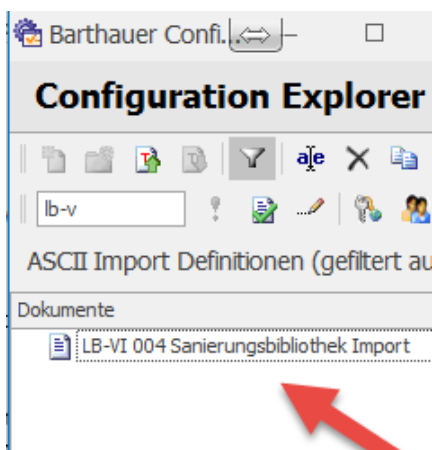 Barthauer Confi...
Configuration Explorer
a|e
lb-v
ASCII Import Definitionen (gefiltert au
Dokumente
LB-VI 004 Sanierungsbibliothek Import